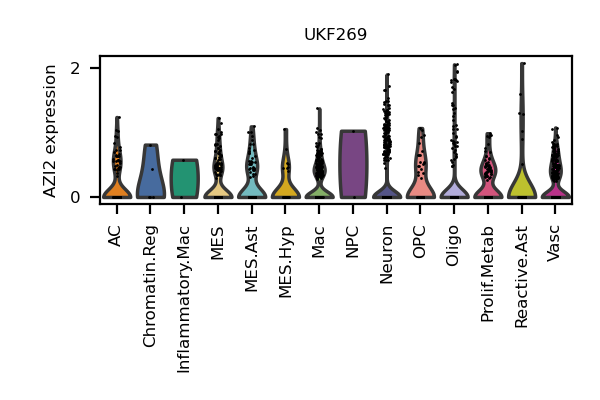 UKF269
AZI2 expression
2
0
AC
Chromatin.Reg
Inflammatory.Mac
MES
MES.Ast
MES.Hyp
Mac
NPC
Neuron
OPC
Oligo
Prolif.Metab
Reactive.Ast
Vasc